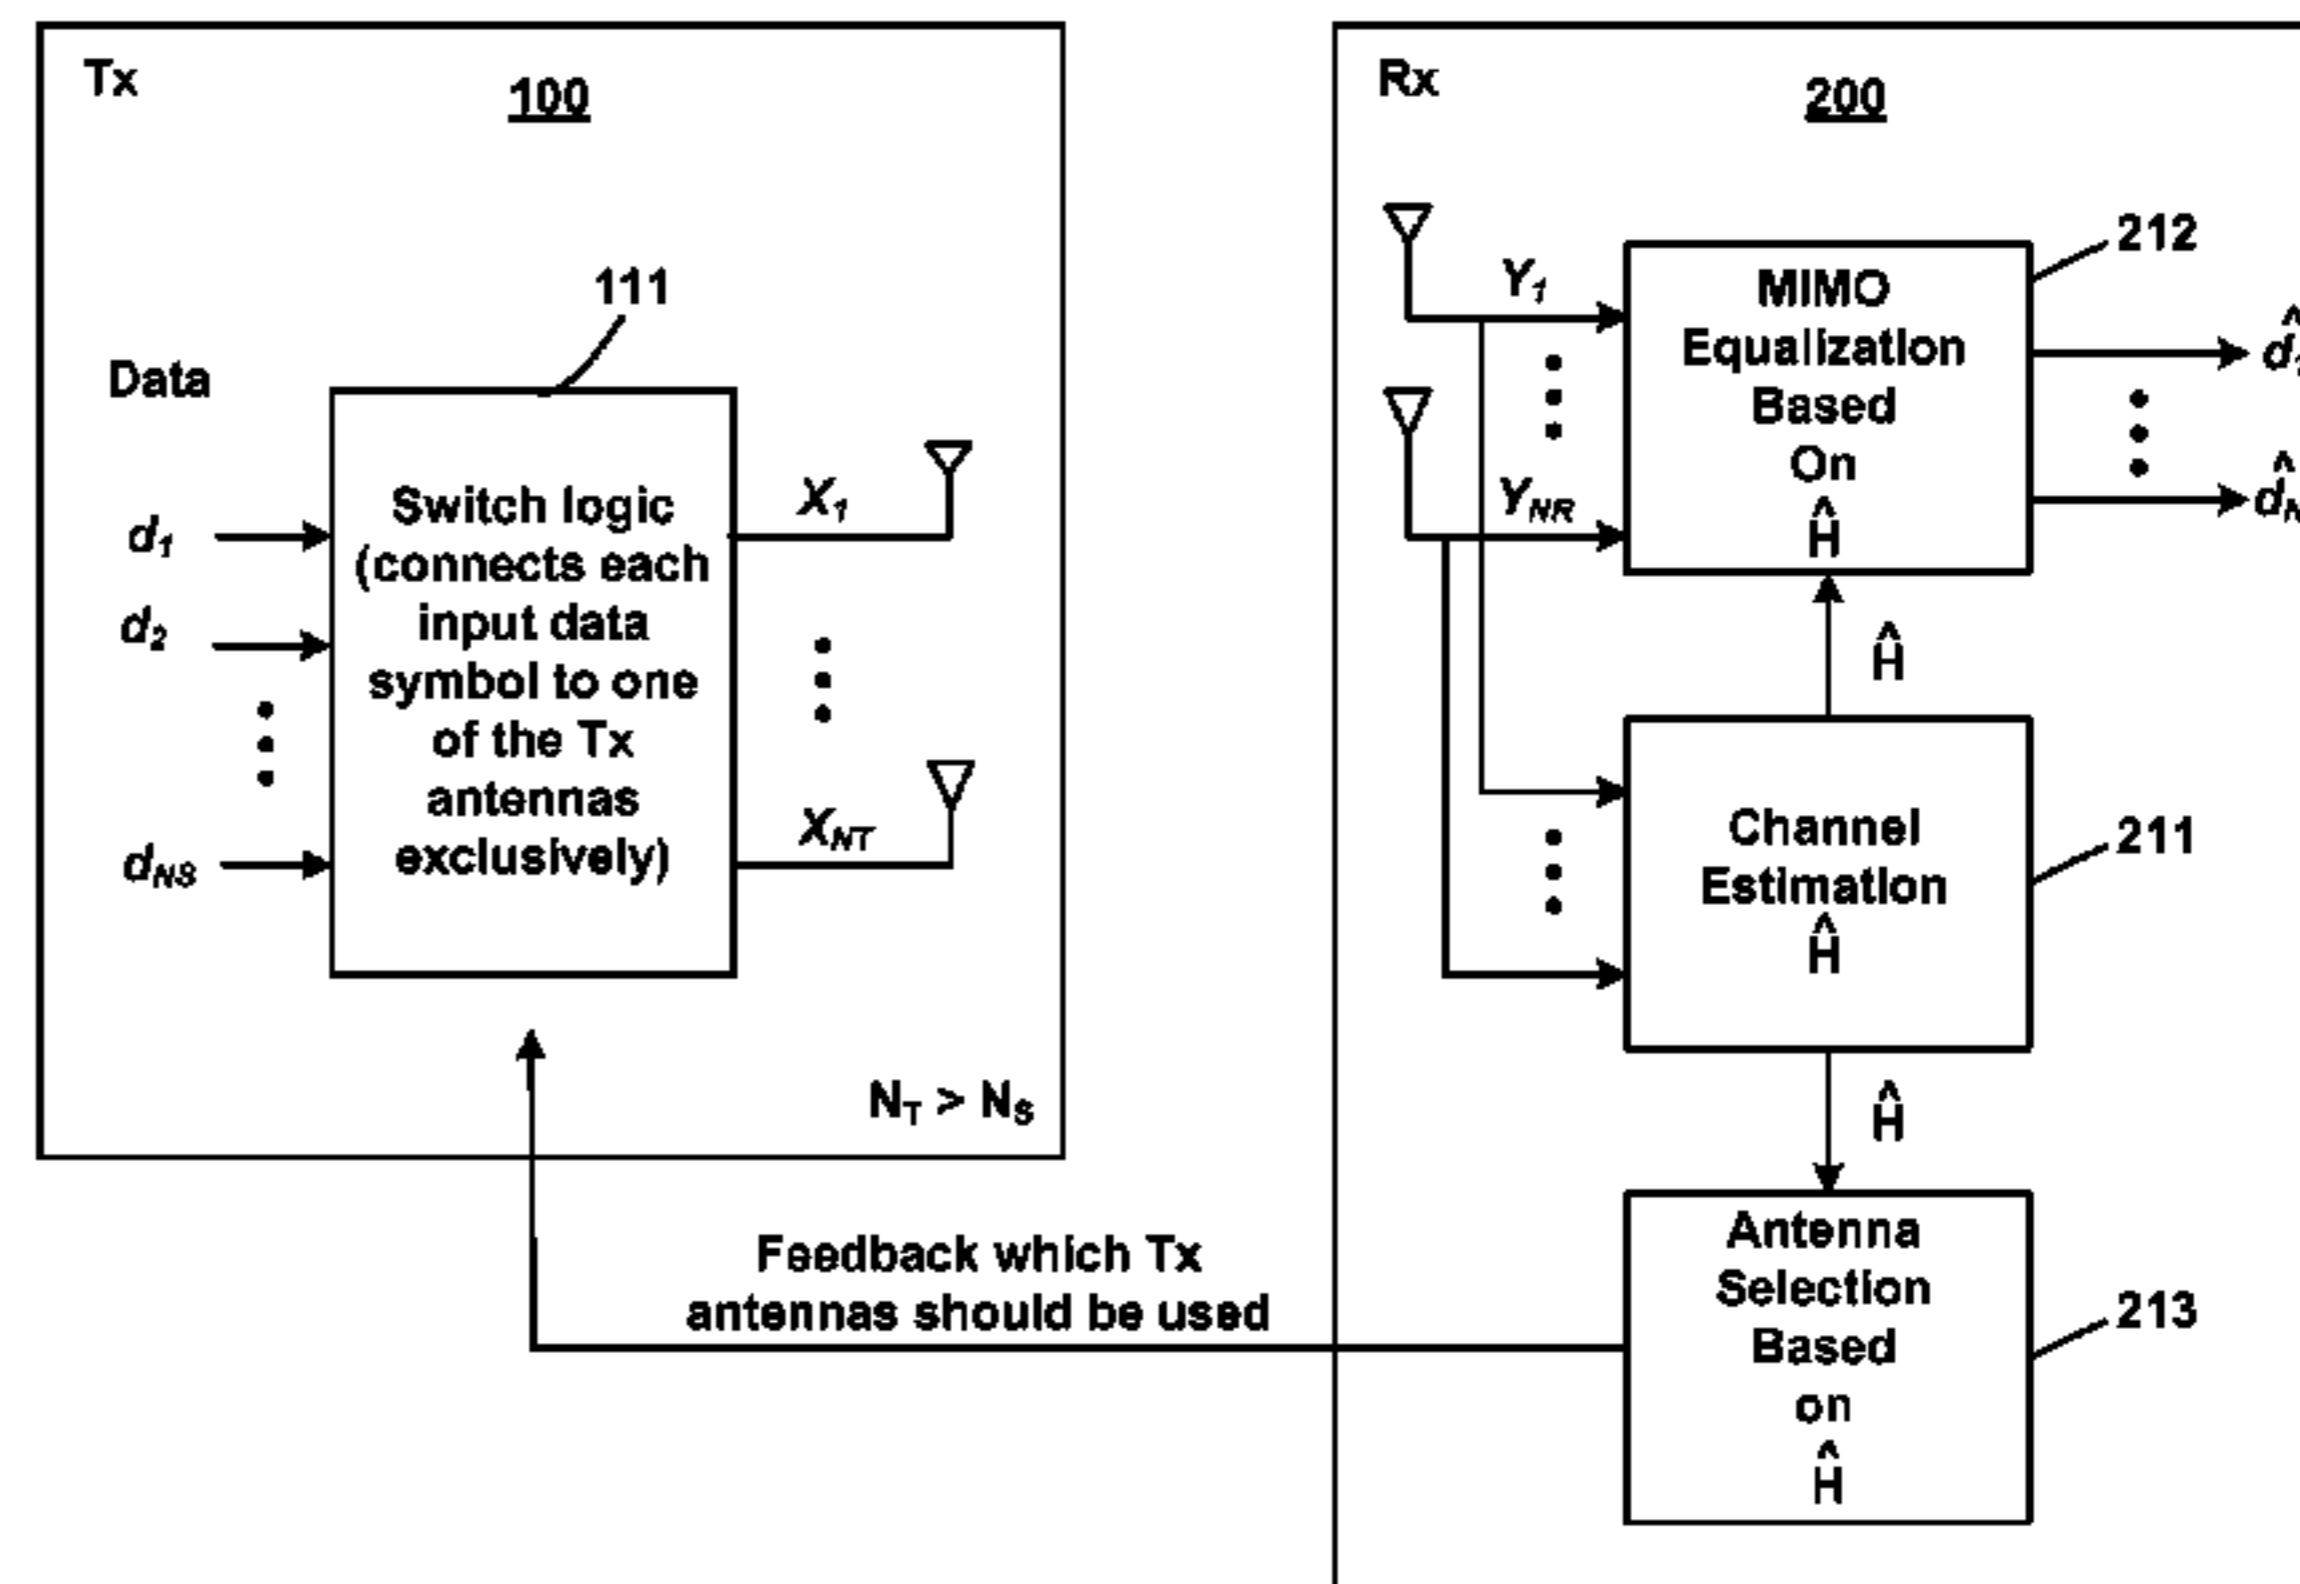 Tx
100
111
Data
d1
d2
dNS
Switch logic
(connects each
input data
symbol to one
of the Tx
antennas
exclusively)
X1
XNT
NT > NS
Feedback which Tx
antennas should be used
Rx
200
Y1
YNR
MIMO
Equalization
Based
On
Ĥ
212
Ĥ
Channel
Estimation
Ĥ
211
Ĥ
Antenna
Selection
Based
on
Ĥ
213